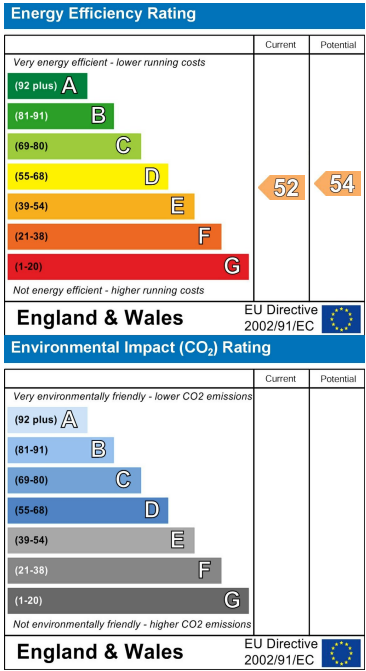 Energy Efficiency Rating
Current Potential
Very energy efficient - lower running costs
(92 plus) A
(81-91) B
(69-80) C
(55-68) D
(39-54) E
52 54
(21-38) F
(1-20) G
Not energy efficient - higher running costs
England & Wales
EU Directive
2002/91/EC
Environmental Impact (CO₂) Rating
Current Potential
Very environmentally friendly - lower CO2 emissions
(92 plus) A
(81-91) B
(69-80) C
(55-68) D
(39-54) E
(21-38) F
(1-20) G
Not environmentally friendly - higher CO2 emissions
England & Wales
EU Directive
2002/91/EC